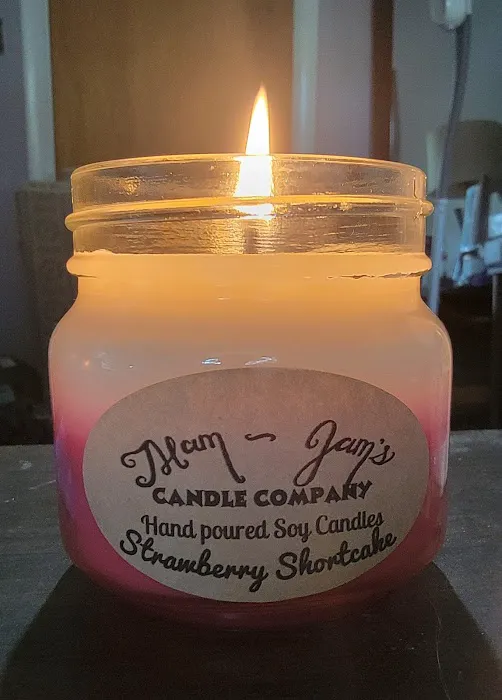 Mam ~ Jam's
CANDLE COMPANY
Hand poured Soy Candles
Strawberry Shortcake